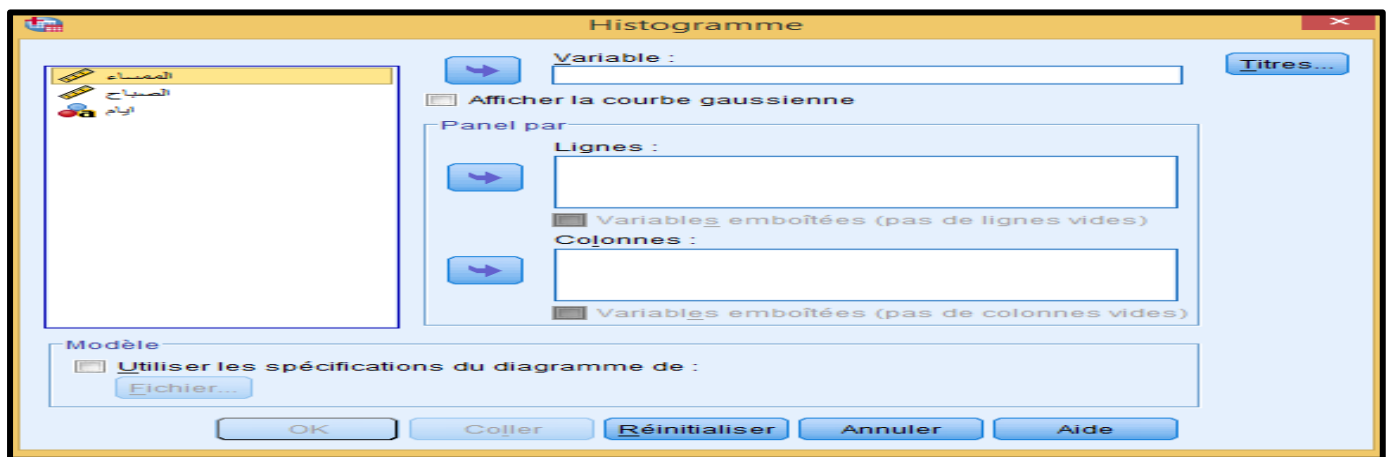 Histogramme
المساء
الصباح
ايام
Variable :
Titres...
Afficher la courbe gaussienne
Panel par
Lignes :
Variables emboîtées (pas de lignes vides)
Colonnes :
Variables emboîtées (pas de colonnes vides)
Modèle
Utiliser les spécifications du diagramme de :
Fichier...
OK
Coller
Réinitialiser
Annuler
Aide